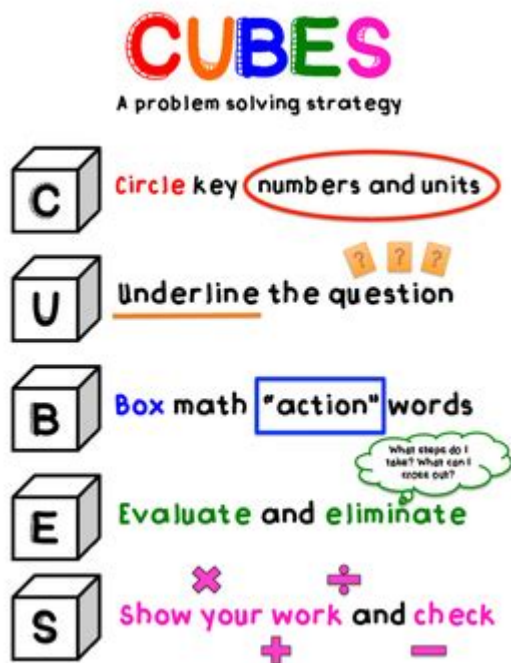 CUBES
A problem solving strategy
C
Circle key numbers and units
? ? ?
U
Underline the question
B
Box math "action" words
What steps do I
take? What can I
cross out?
E
Evaluate and eliminate
× ÷
S
Show your work and check
+ −